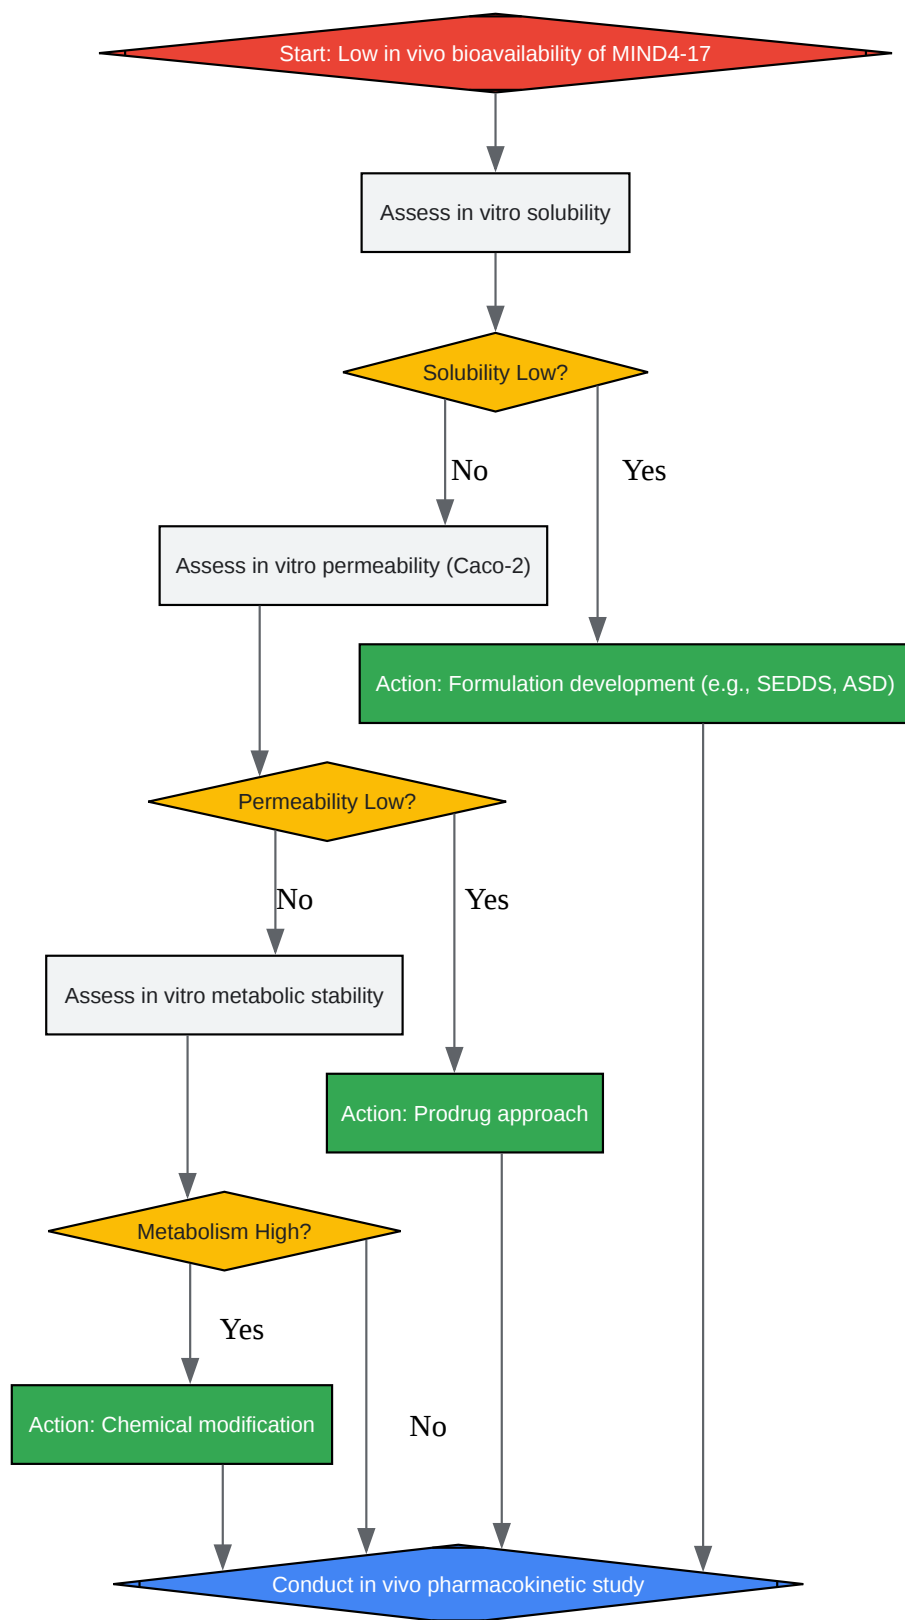 Start: Low in vivo bioavailability of MIND4-17
Assess in vitro solubility
Solubility Low?
No
Yes
Assess in vitro permeability (Caco-2)
Action: Formulation development (e.g., SEDDS, ASD)
Permeability Low?
No
Yes
Assess in vitro metabolic stability
Action: Prodrug approach
Metabolism High?
Yes
Action: Chemical modification
No
Conduct in vivo pharmacokinetic study